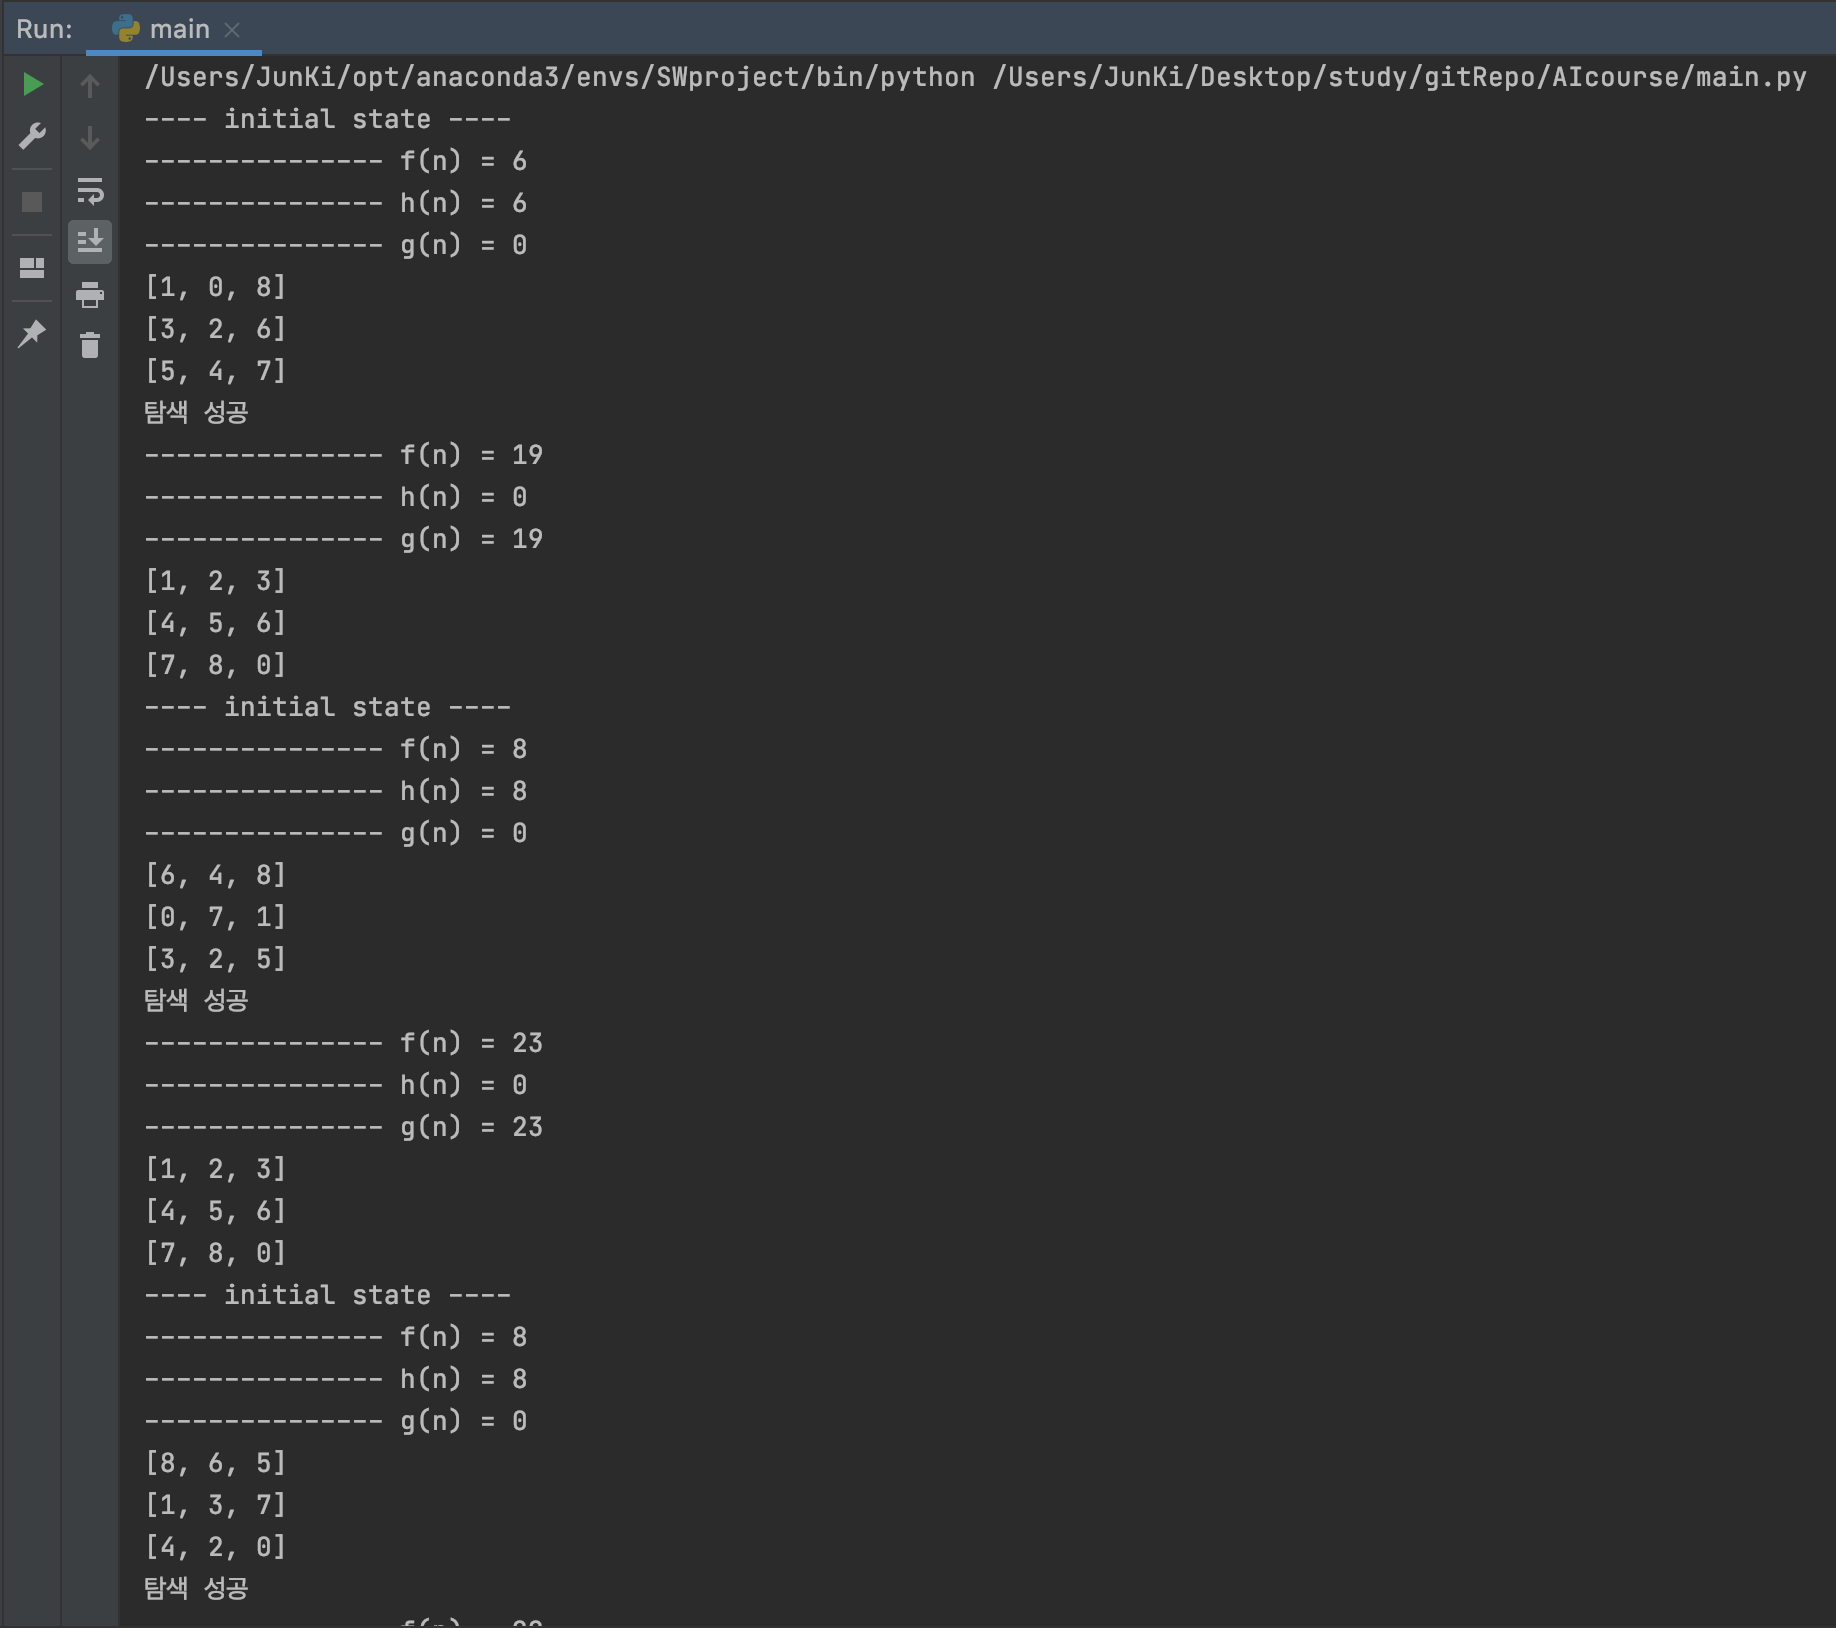 Run: main
/Users/JunKi/opt/anaconda3/envs/SWproject/bin/python /Users/JunKi/Desktop/study/gitRepo/AIcourse/main.py
---- initial state ----
--------------- f(n) = 6
--------------- h(n) = 6
--------------- g(n) = 0
[1, 0, 8]
[3, 2, 6]
[5, 4, 7]
탐색 성공
--------------- f(n) = 19
--------------- h(n) = 0
--------------- g(n) = 19
[1, 2, 3]
[4, 5, 6]
[7, 8, 0]
---- initial state ----
--------------- f(n) = 8
--------------- h(n) = 8
--------------- g(n) = 0
[6, 4, 8]
[0, 7, 1]
[3, 2, 5]
탐색 성공
--------------- f(n) = 23
--------------- h(n) = 0
--------------- g(n) = 23
[1, 2, 3]
[4, 5, 6]
[7, 8, 0]
---- initial state ----
--------------- f(n) = 8
--------------- h(n) = 8
--------------- g(n) = 0
[8, 6, 5]
[1, 3, 7]
[4, 2, 0]
탐색 성공